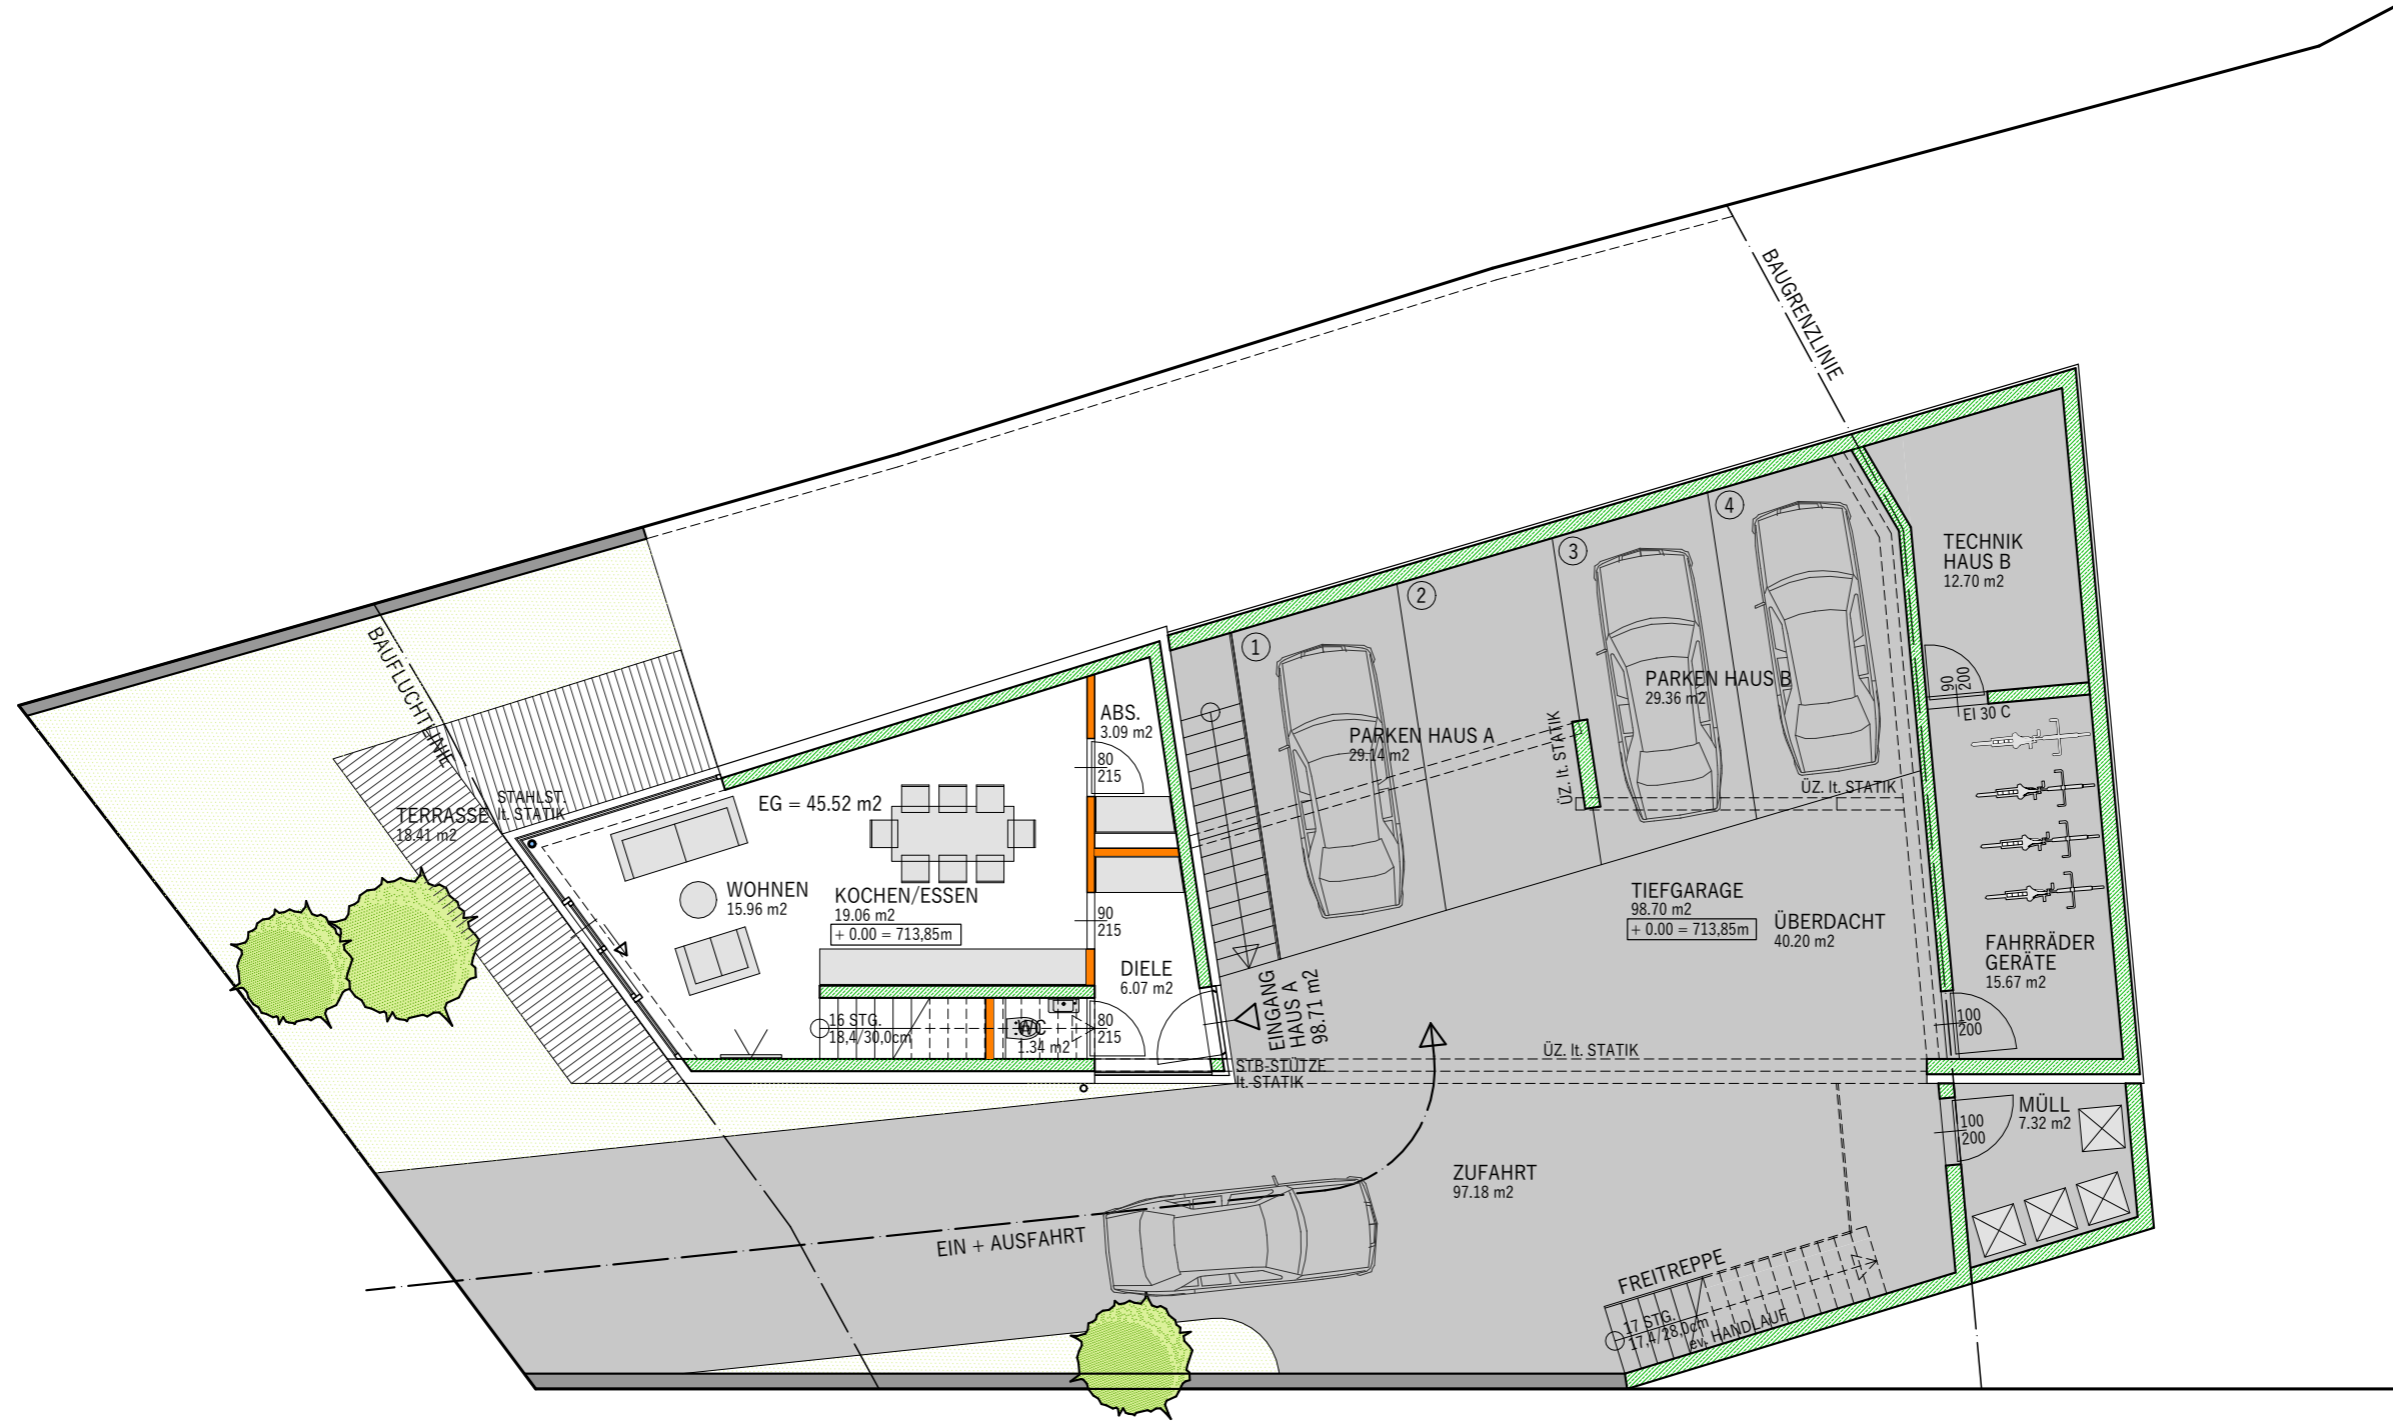 BAUGRENZLINIE
BAUFLUCHTLINIE
TECHNIK
HAUS B
12.70 m2
90
200
EI 30 C
1
2
3
4
PARKEN HAUS B
29.36 m2
PARKEN HAUS A
29.14 m2
ÜZ. lt. STATIK
ÜZ. lt. STATIK
ABS.
3.09 m2
80
215
STAHLST.
lt. STATIK
TERRASSE
18.41 m2
EG = 45.52 m2
WOHNEN
15.96 m2
KOCHEN/ESSEN
19.06 m2
+ 0.00 = 713,85m
90
215
DIELE
6.07 m2
TIEFGARAGE
98.70 m2
+ 0.00 = 713,85m
ÜBERDACHT
40.20 m2
FAHRRÄDER
GERÄTE
15.67 m2
100
200
16 STG.
18,4/30,0cm
WC
1.34 m2
80
215
EINGANG
HAUS A
98.71 m2
STB-STÜTZE
lt. STATIK
ÜZ. lt. STATIK
MÜLL
7.32 m2
100
200
ZUFAHRT
97.18 m2
EIN + AUSFAHRT
FREITREPPE
17 STG.
17,4/28,0cm
ev. HANDLAUF